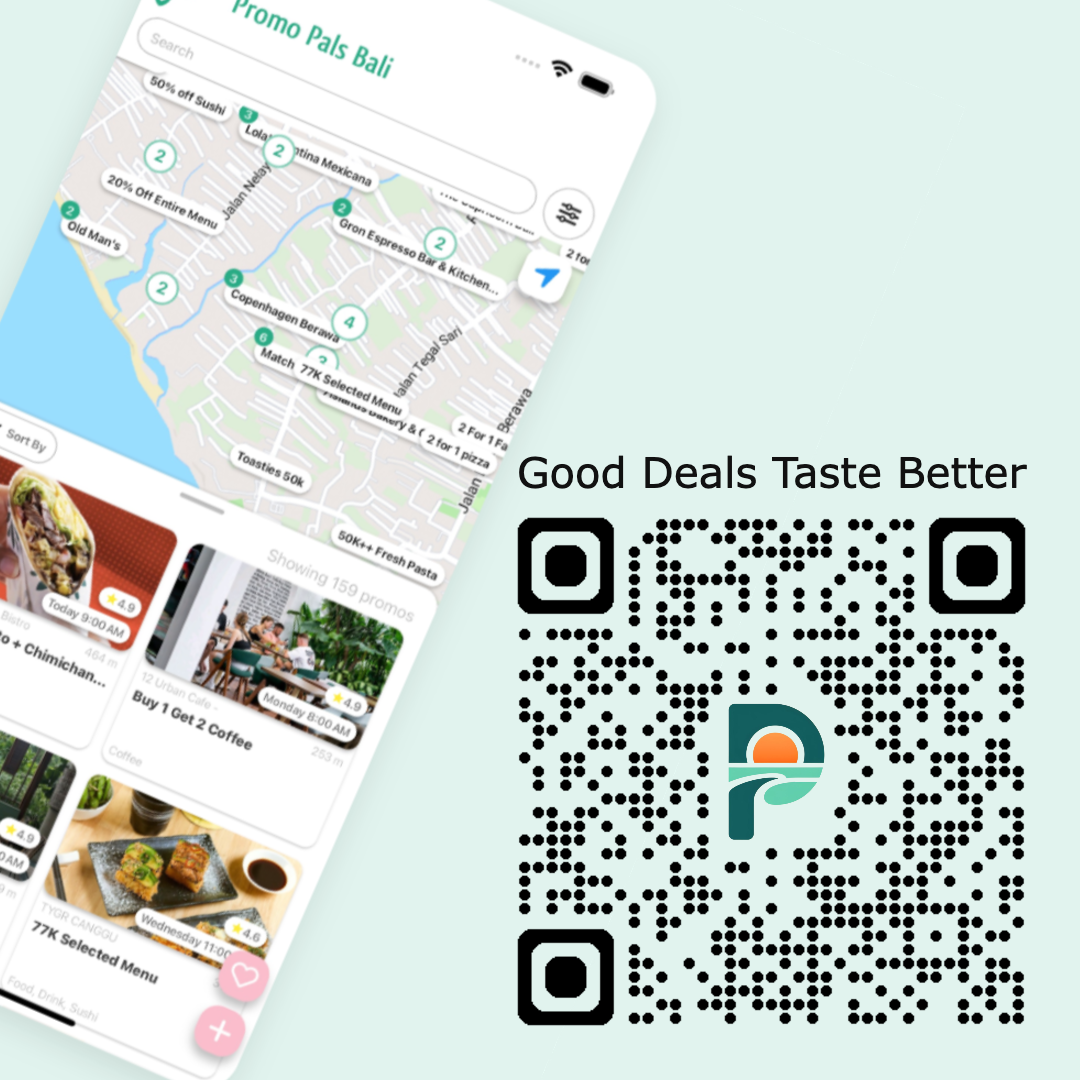 Promo Pals Bali
Search
50% off Sushi
3
Lola
2
ntina Mexicana
2
20% Off Entire Menu
Jalan Nelay
2
Old Man's
2
Gron Espresso Bar & Kitchen...
2
2 for
2
3
Copenhagen Berawa
4
6
Match
77K Selected Menu
Jalan Tegal Sari
Bakery &
2 for 1 pizza
2 For 1 Fa
Berawa
Jalan
Toasties 50k
50K++ Fresh Pasta
Sort By
Showing 159 promos
4.9
Today 9:00 AM
Bistro
464 m
o + Chimichan...
4.9
Monday 8:00 AM
12 Urban Cafe -
253 m
Buy 1 Get 2 Coffee
Coffee
4.9
AM
9 m
4.6
Wednesday 11:00
TYGR CANGGU
77K Selected Menu
Food, Drink, Sushi
Good Deals Taste Better